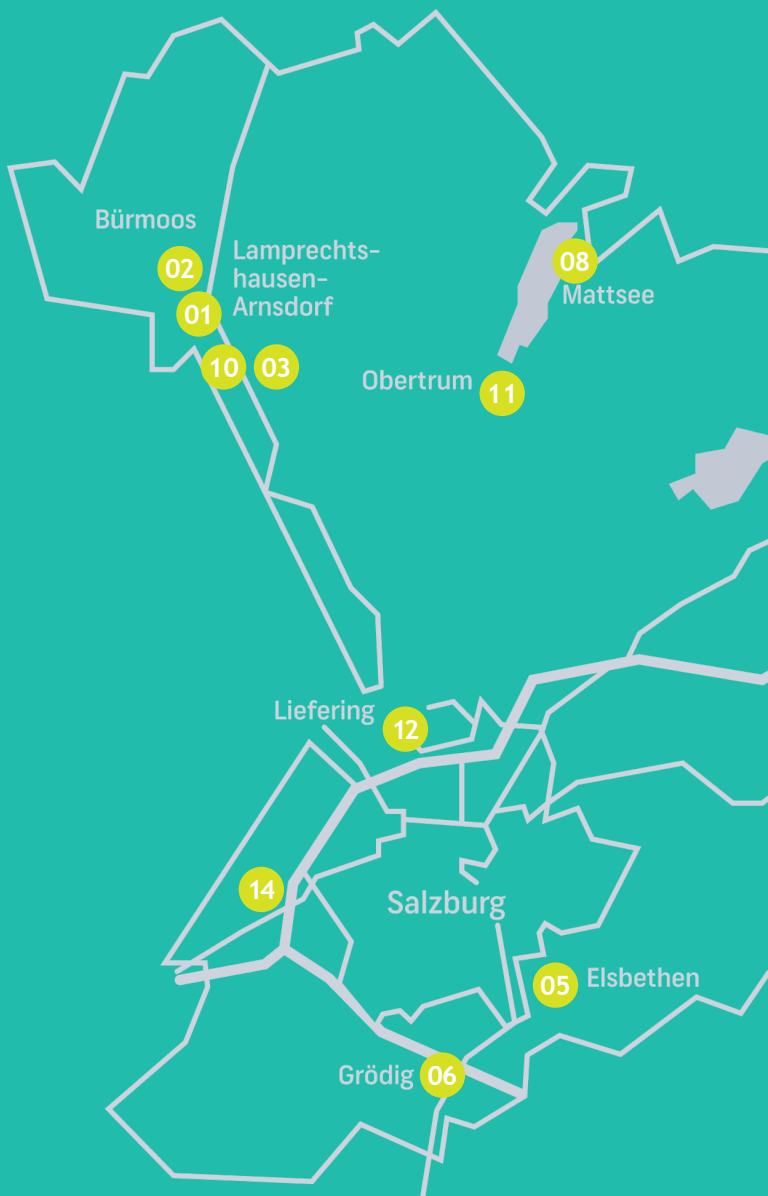 Bürmoos
02
Lamprechts-
hausen-
Arnsdorf
01
10
03
08
Mattsee
Obertrum
11
Liefering
12
14
Salzburg
05
Elsbethen
Grödig
06